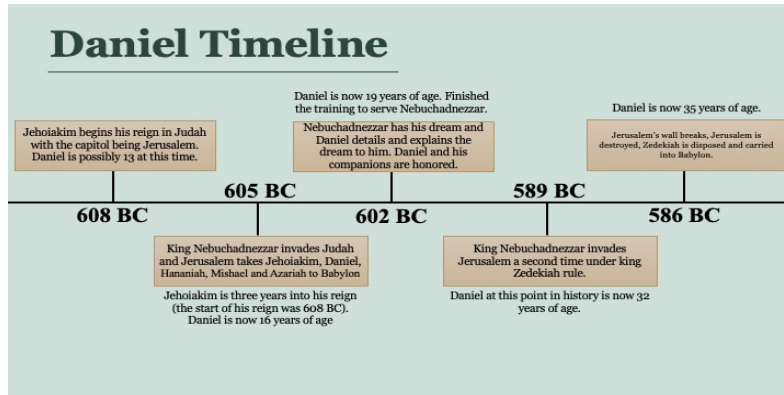 Daniel Timeline
Jehoiakim begins his reign in Judah
with the capitol being Jerusalem.
Daniel is possibly 13 at this time.
608 BC
605 BC
King Nebuchadnezzar invades Judah
and Jerusalem takes Jehoiakim, Daniel,
Hananiah, Mishael and Azariah to Babylon
Jehoiakim is three years into his reign
(the start of his reign was 608 BC).
Daniel is now 16 years of age
Daniel is now 19 years of age. Finished
the training to serve Nebuchadnezzar.
Nebuchadnezzar has his dream and
Daniel details and explains the
dream to him. Daniel and his
companions are honored.
602 BC
589 BC
King Nebuchadnezzar invades
Jerusalem a second time under king
Zedekiah rule.
Daniel at this point in history is now 32
years of age.
Daniel is now 35 years of age.
Jerusalem's wall breaks, Jerusalem is
destroyed, Zedekiah is disposed and carried
into Babylon.
586 BC